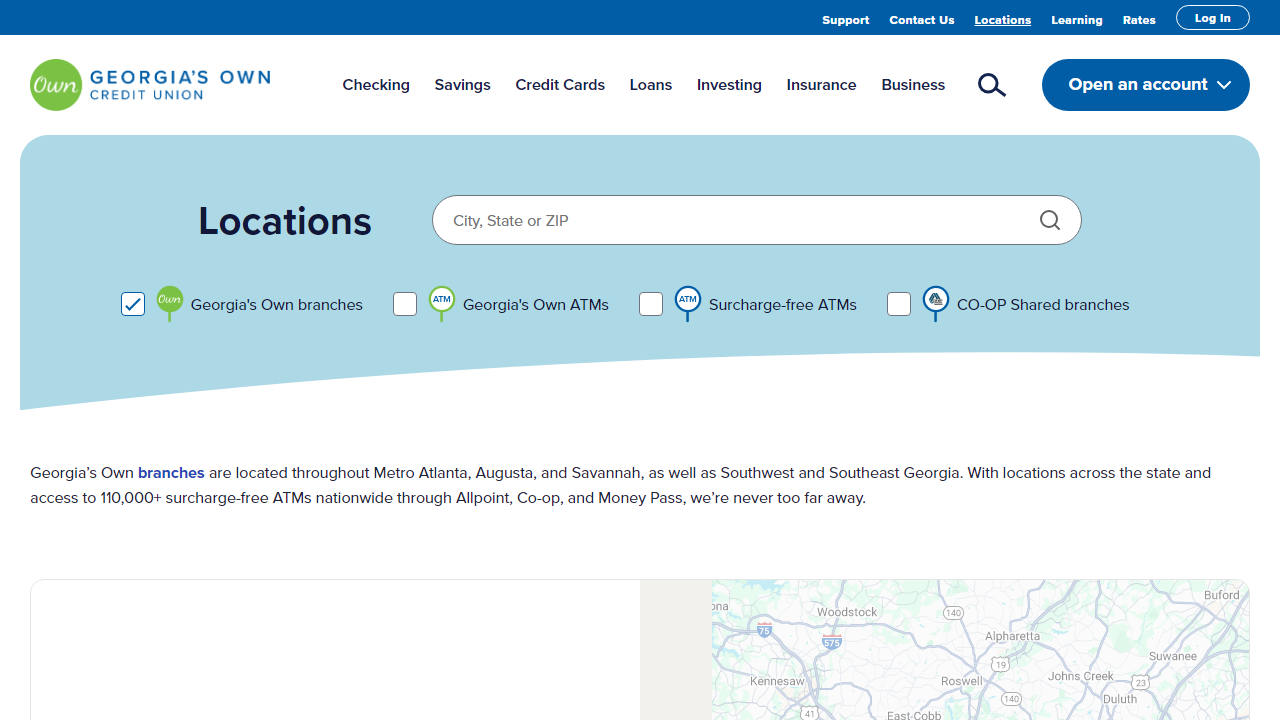 Support Contact Us Locations Learning Rates Log In
Own GEORGIA'S OWN
CREDIT UNION
Checking Savings Credit Cards Loans Investing Insurance Business Open an account
Locations City, State or ZIP
Own Georgia's Own branches ATM Georgia's Own ATMs ATM Surcharge-free ATMs CO-OP Shared branches
Georgia’s Own branches are located throughout Metro Atlanta, Augusta, and Savannah, as well as Southwest and Southeast Georgia. With locations across the state and
access to 110,000+ surcharge-free ATMs nationwide through Allpoint, Co-op, and Money Pass, we’re never too far away.
Buford
Woodstock 140
75 575 Alpharetta
19 Suwanee
Kennesaw Roswell Johns Creek 23
140 Duluth
41 East Cobb